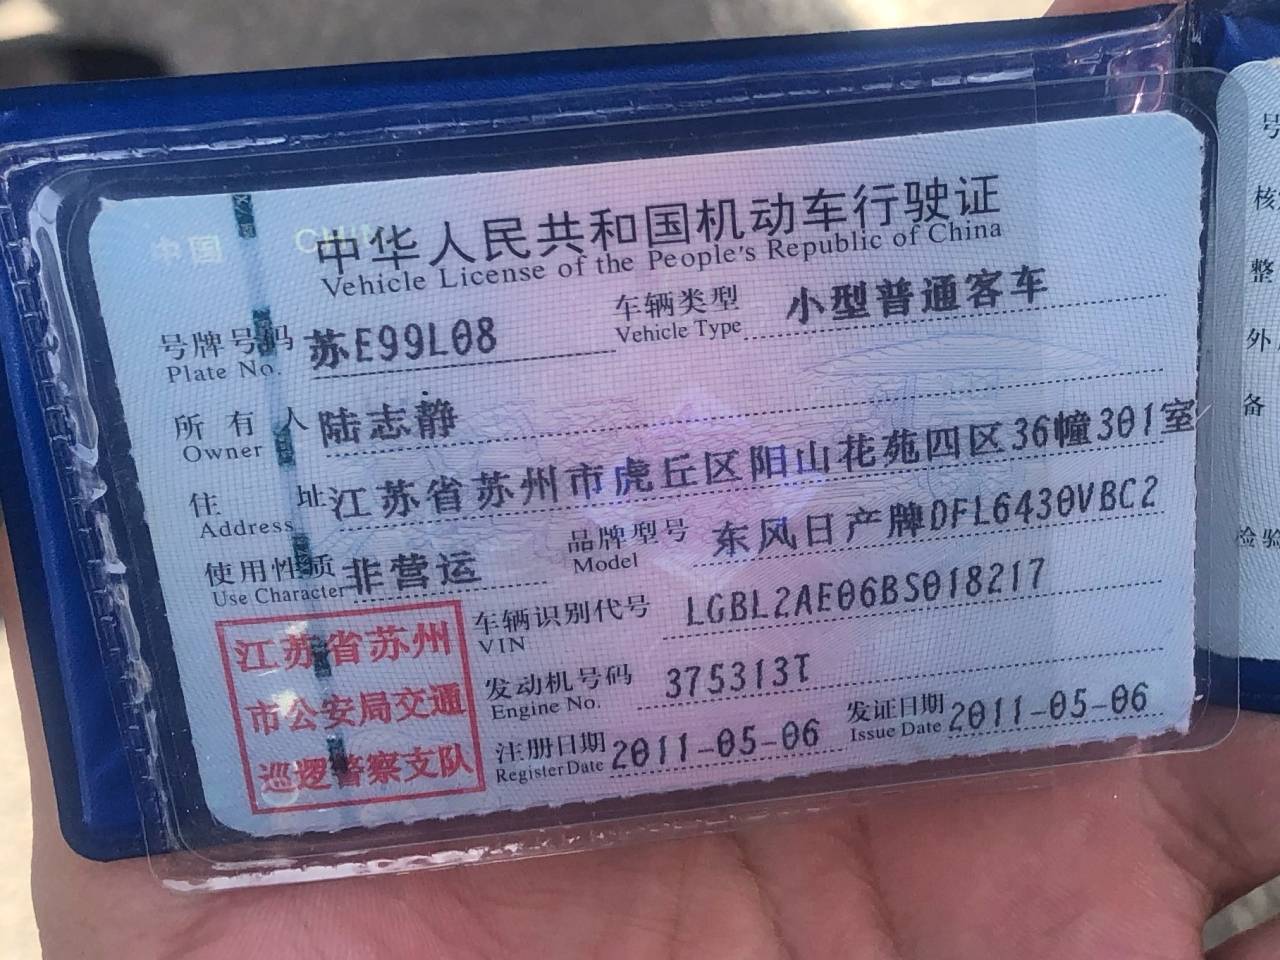 中国 CHINA
中华人民共和国机动车行驶证
Vehicle License of the People's Republic of China
号牌号码 苏E99L08 车辆类型 小型普通客车
Plate No. Vehicle Type
所有人 陆志静
Owner
住址 江苏省苏州市虎丘区阳山花苑四区36幢301室
Address
使用性质 非营运 品牌型号 东风日产牌DFL6430VBC2
Use Character Model
车辆识别代号 LGBL2AE06BS018217
VIN
发动机号码 375313T
Engine No.
注册日期 2011-05-06 发证日期 2011-05-06
Register Date Issue Date
江苏省苏州
市公安局交通
巡逻警察支队
号
核
整
外
备
检验